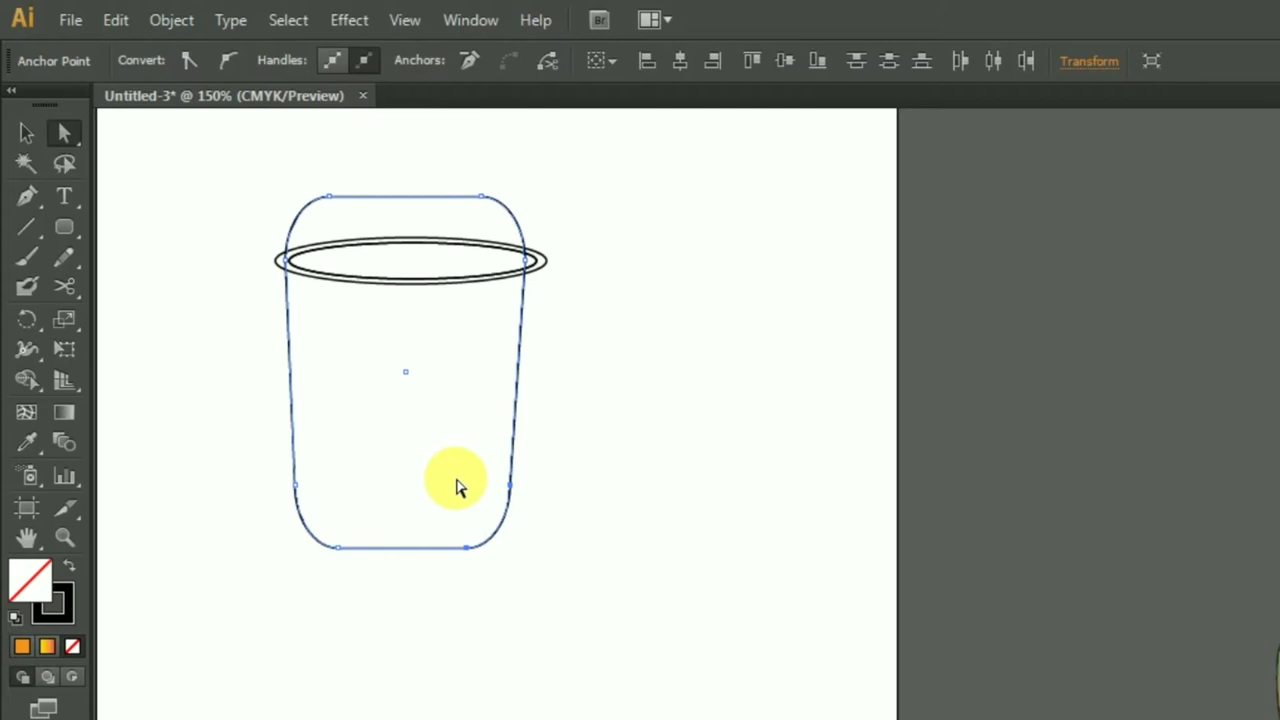 Ai File Edit Object Type Select Effect View Window Help Br
Anchor Point Convert: Handles: Anchors: Transform
Untitled-3* @ 150% (CMYK/Preview) ×
T